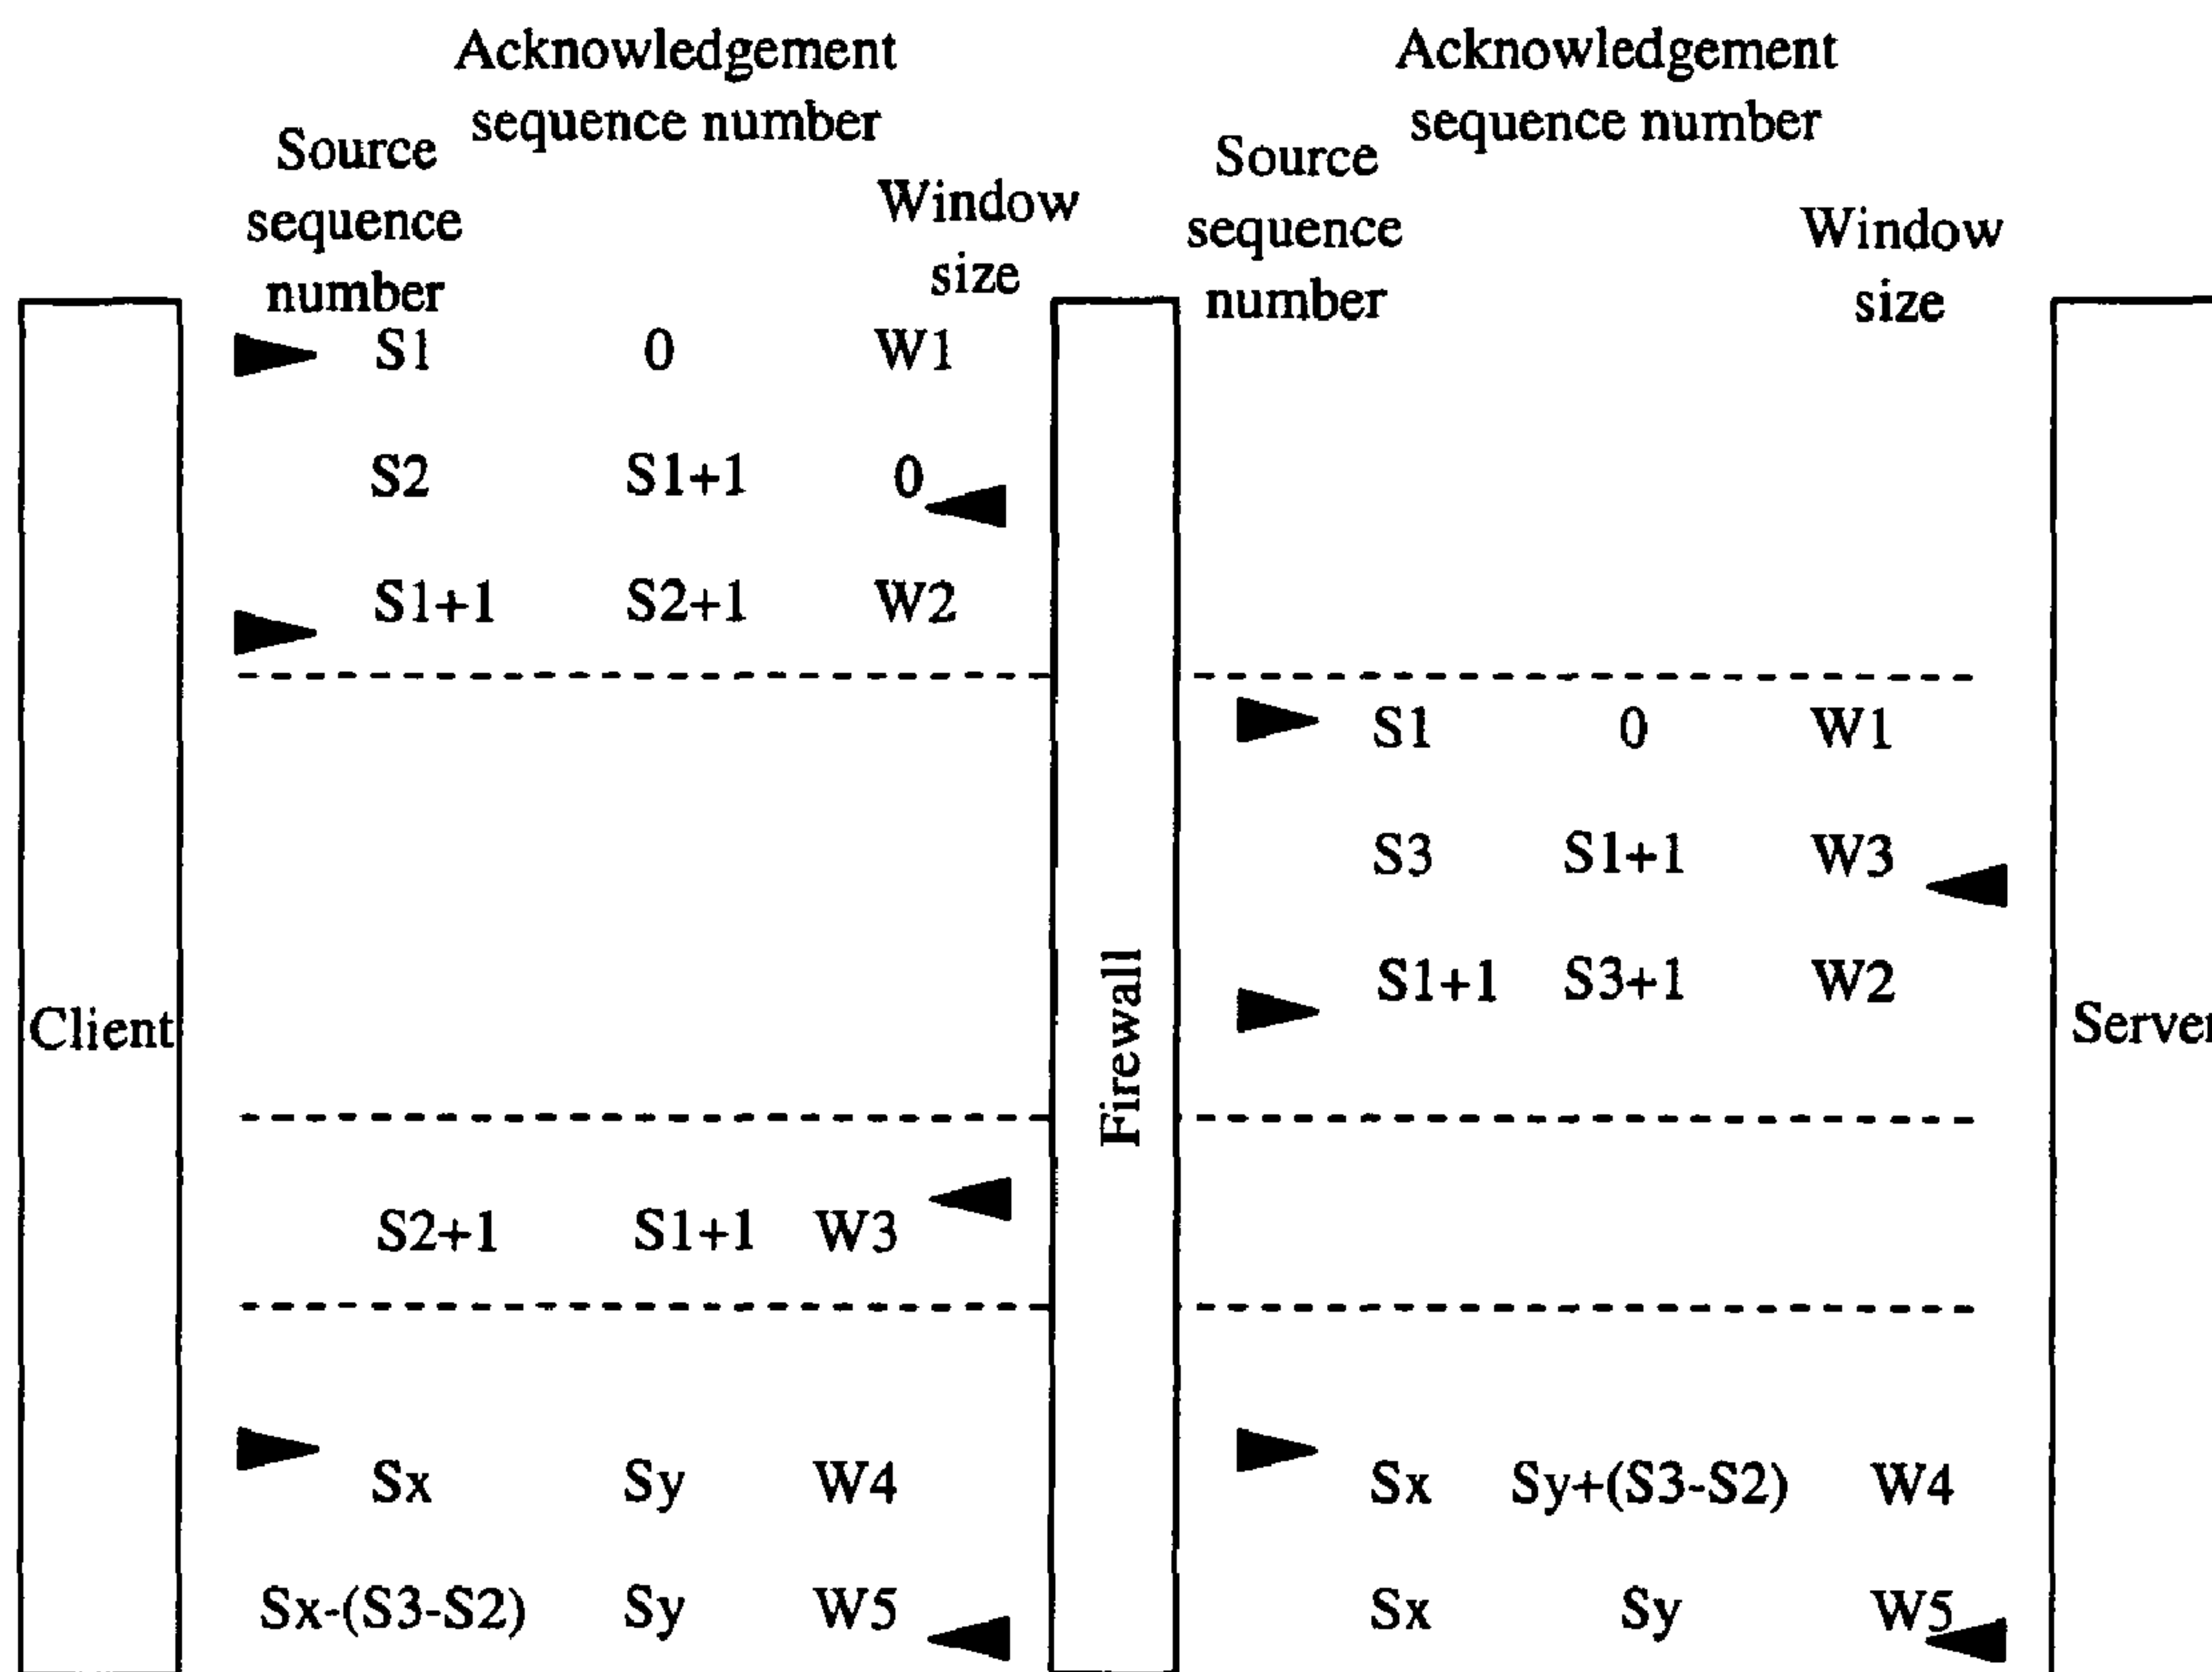 Acknowledgement
sequence number
Source
sequence
number
Window
size
Acknowledgement
sequence number
Source
sequence
number
Window
size
S1 0 W1
S2 S1+1 0
S1+1 S2+1 W2
S1 0 W1
S3 S1+1 W3
S1+1 S3+1 W2
Client
Firewall
Server
S2+1 S1+1 W3
Sx Sy W4
Sx Sy+(S3-S2) W4
Sx-(S3-S2) Sy W5
Sx Sy W5